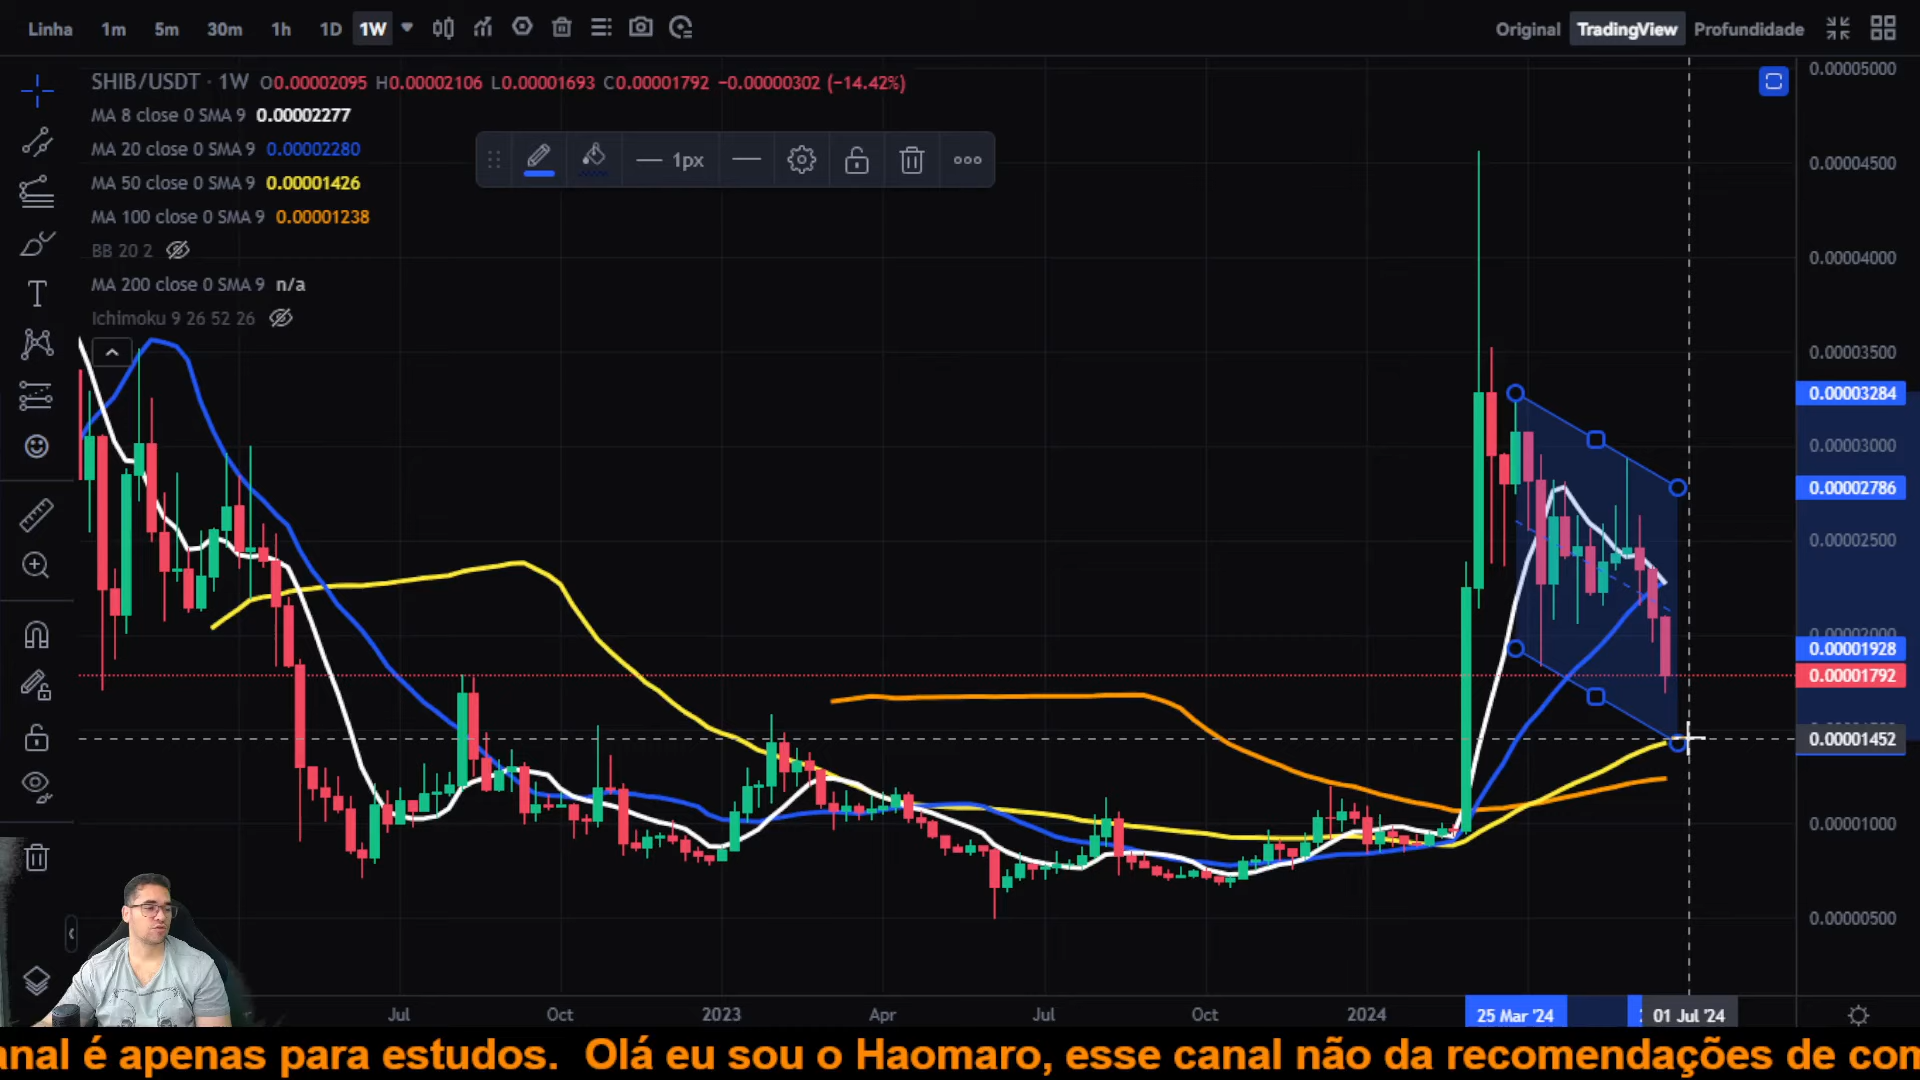 Linha 1m 5m 30m 1h 1D 1W Original TradingView Profundidade
SHIB/USDT · 1W O0.00002095 H0.00002106 L0.00001693 C0.00001792 −0.00000302 (−14.42%)
MA 8 close 0 SMA 9 0.00002277
MA 20 close 0 SMA 9 0.00002280
MA 50 close 0 SMA 9 0.00001426
MA 100 close 0 SMA 9 0.00001238
BB 20 2
MA 200 close 0 SMA 9 n/a
Ichimoku 9 26 52 26
1px
0.00005000
0.00004500
0.00004000
0.00003500
0.00003284
0.00003000
0.00002786
0.00002500
0.00002000
0.00001928
0.00001792
0.00001452
0.00001000
0.00000500
Jul Oct 2023 Apr Jul Oct 2024 25 Mar '24 01 Jul '24
anal é apenas para estudos. Olá eu sou o Haomaro, esse canal não da recomendações de com